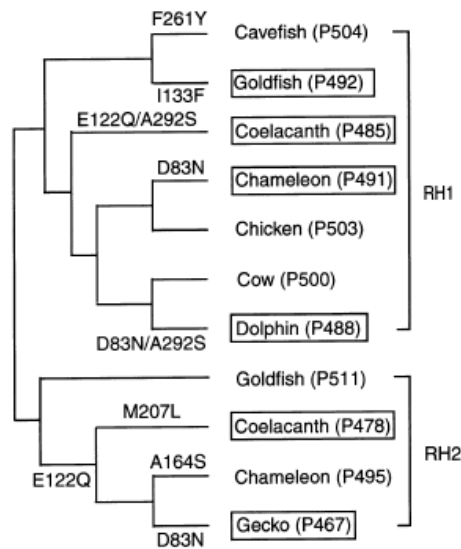 F261Y
Cavefish (P504)
Goldfish (P492)
I133F
E122Q/A292S
Coelacanth (P485)
D83N
Chameleon (P491)
RH1
Chicken (P503)
Cow (P500)
Dolphin (P488)
D83N/A292S
Goldfish (P511)
M207L
Coelacanth (P478)
RH2
A164S
E122Q
Chameleon (P495)
Gecko (P467)
D83N